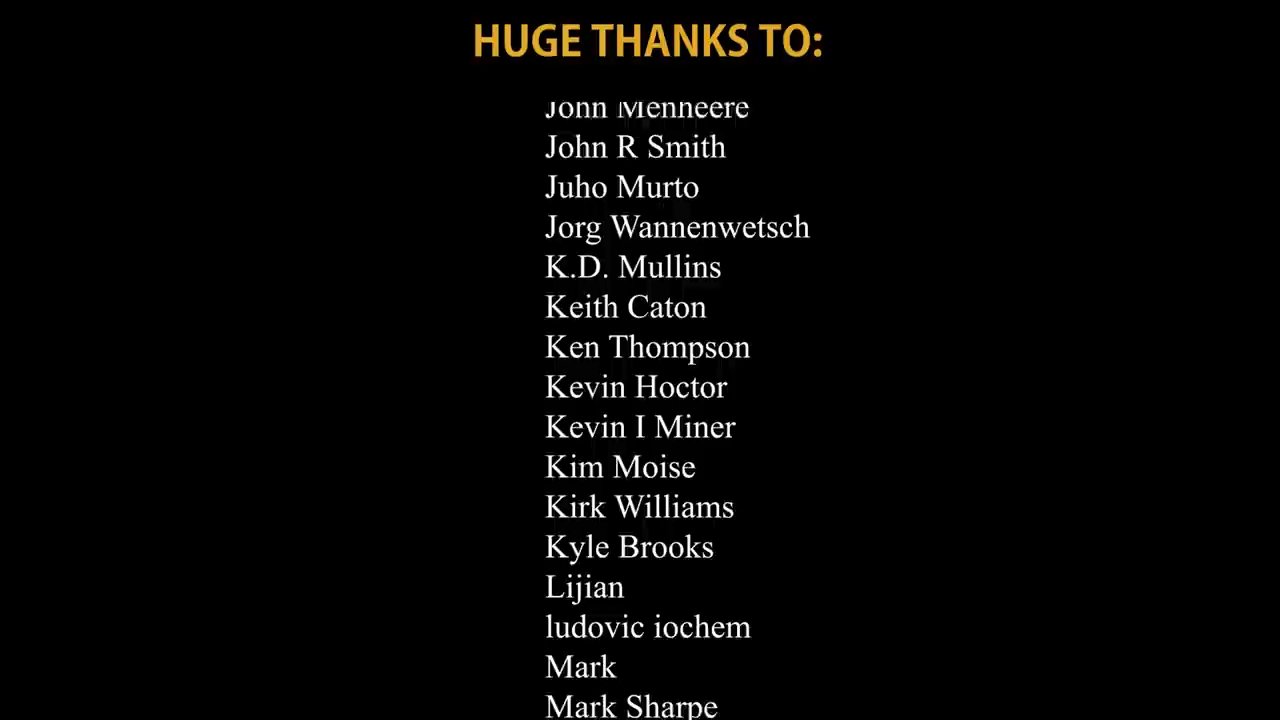 HUGE THANKS TO:
John Menheere
John R Smith
Juho Murto
Jorg Wannenwetsch
K.D. Mullins
Keith Caton
Ken Thompson
Kevin Hoctor
Kevin I Miner
Kim Moise
Kirk Williams
Kyle Brooks
Lijian
ludovic iochem
Mark
Mark Sharpe